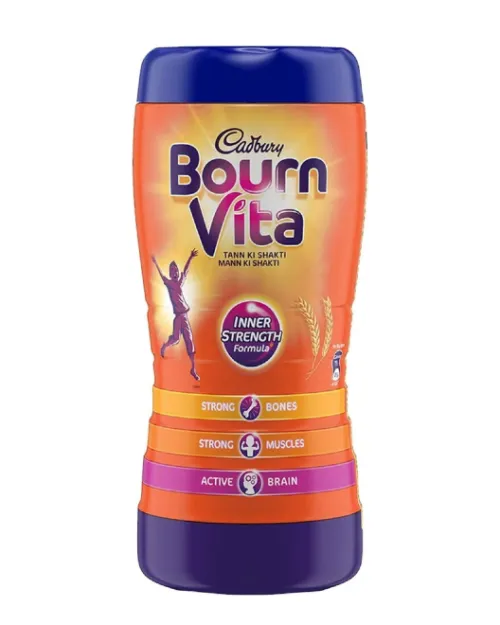 Cadbury
Bourn
Vita
TANN KI SHAKTI
MANN KI SHAKTI
INNER
STRENGTH
Formula
STRONG BONES
STRONG MUSCLES
ACTIVE BRAIN